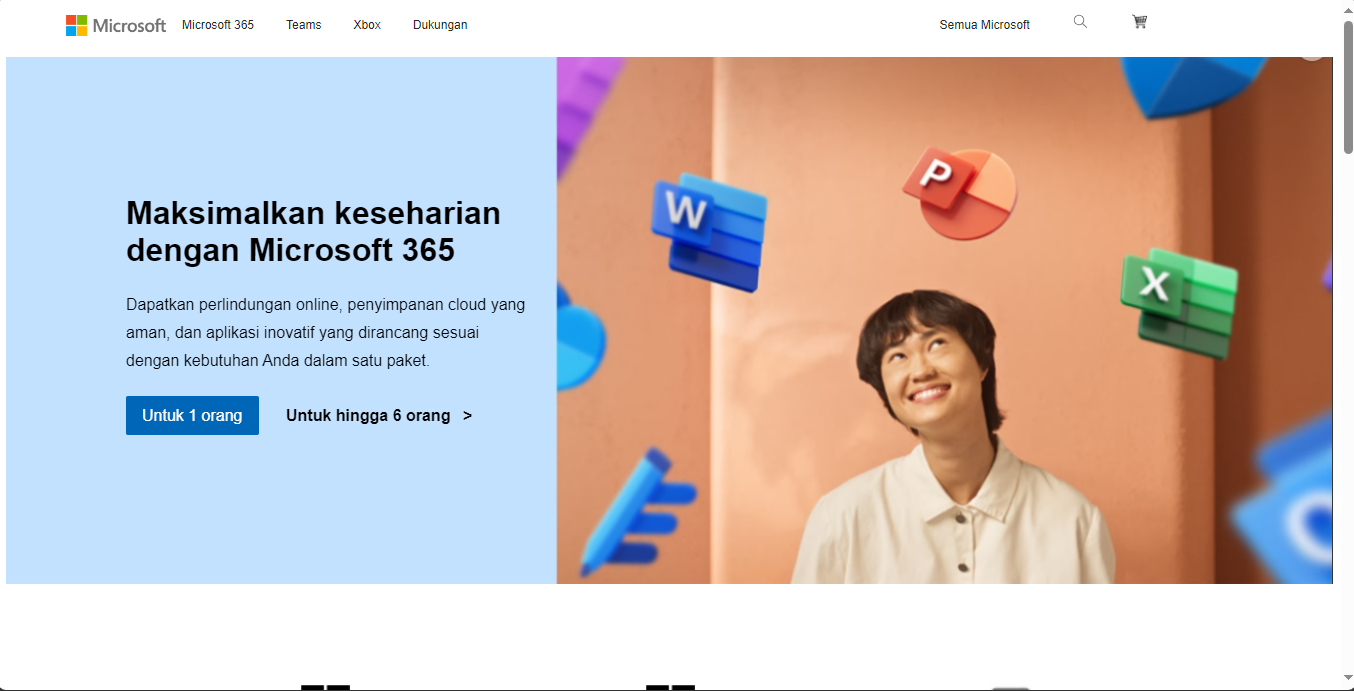 Microsoft Microsoft 365 Teams Xbox Dukungan Semua Microsoft
Maksimalkan keseharian
dengan Microsoft 365
Dapatkan perlindungan online, penyimpanan cloud yang
aman, dan aplikasi inovatif yang dirancang sesuai
dengan kebutuhan Anda dalam satu paket.
Untuk 1 orang Untuk hingga 6 orang >
W
P
X